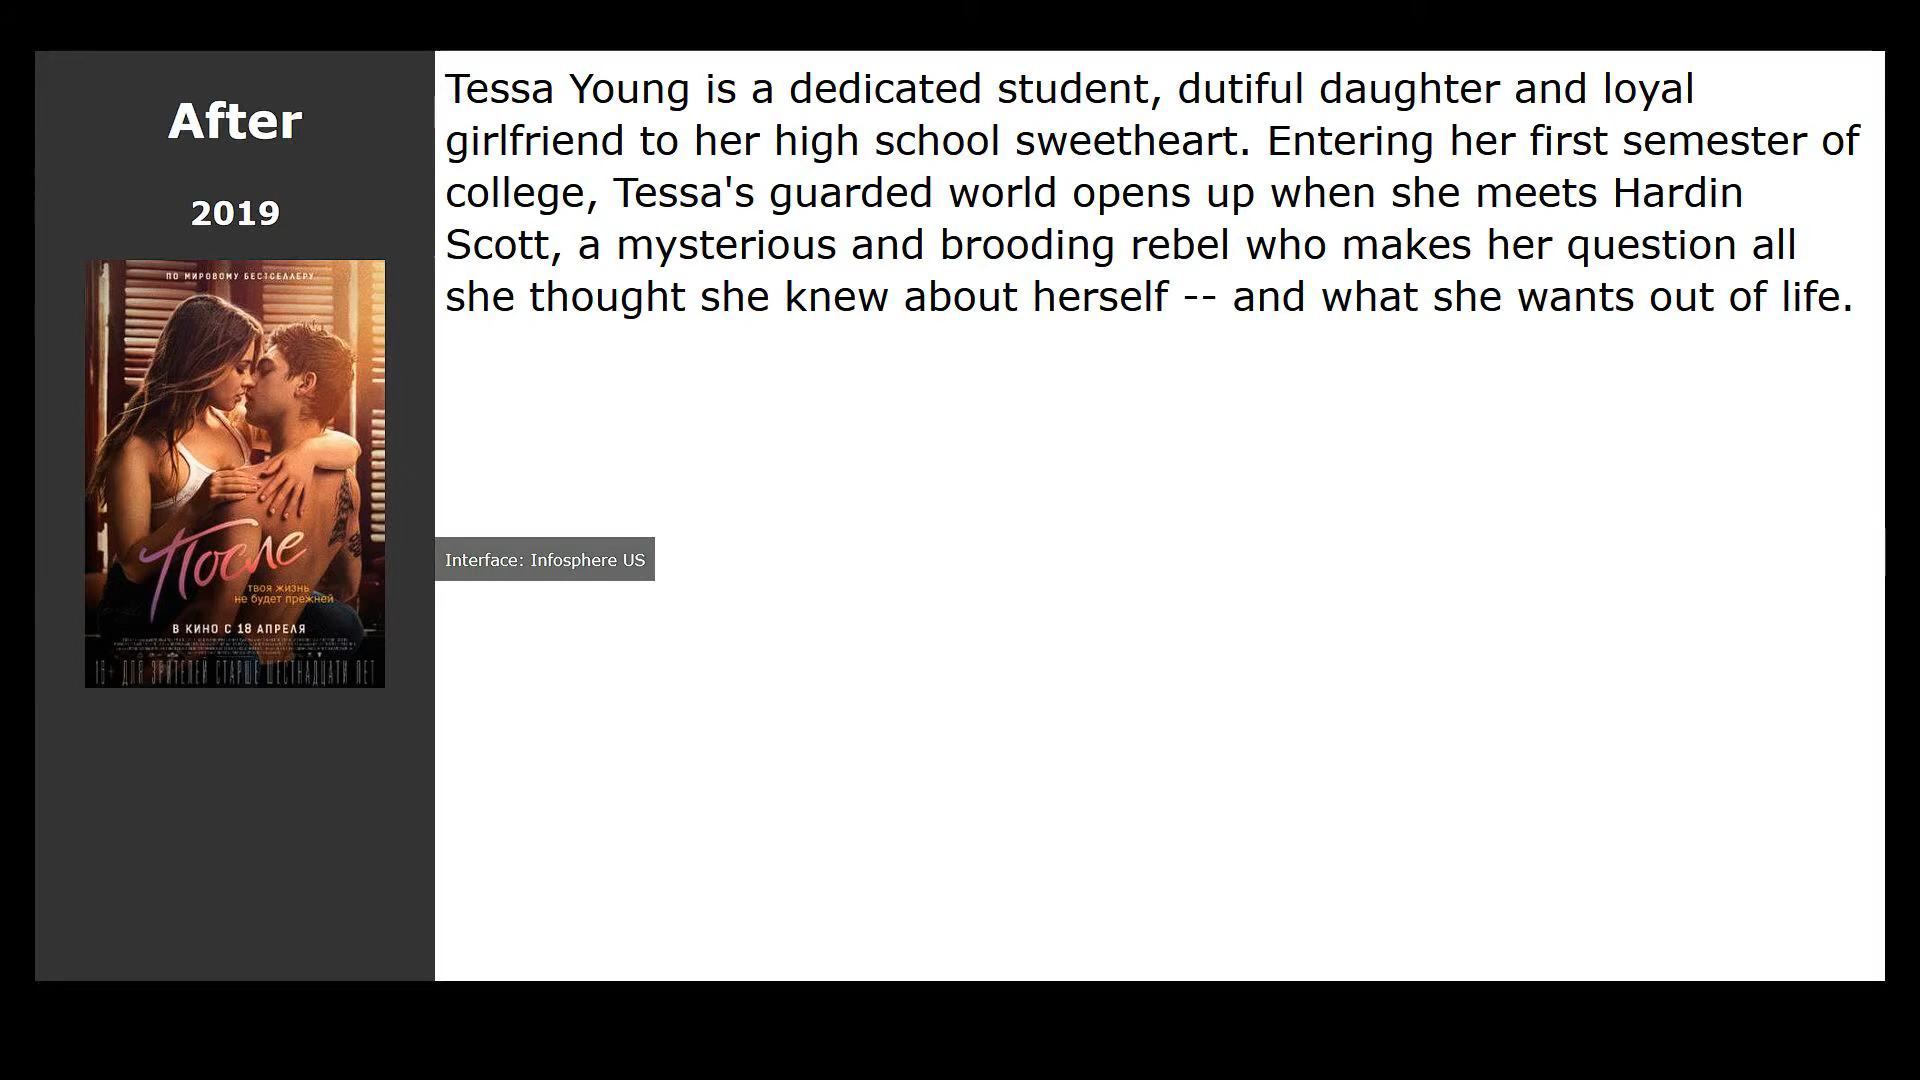 After
2019
ПО МИРОВОМУ БЕСТСЕЛЛЕРУ
После
твоя жизнь
не будет прежней
В КИНО С 18 АПРЕЛЯ
16+ ДЛЯ ЗРИТЕЛЕЙ СТАРШЕ ШЕСТНАДЦАТИ ЛЕТ
Tessa Young is a dedicated student, dutiful daughter and loyal
girlfriend to her high school sweetheart. Entering her first semester of
college, Tessa's guarded world opens up when she meets Hardin
Scott, a mysterious and brooding rebel who makes her question all
she thought she knew about herself -- and what she wants out of life.
Interface: Infosphere US